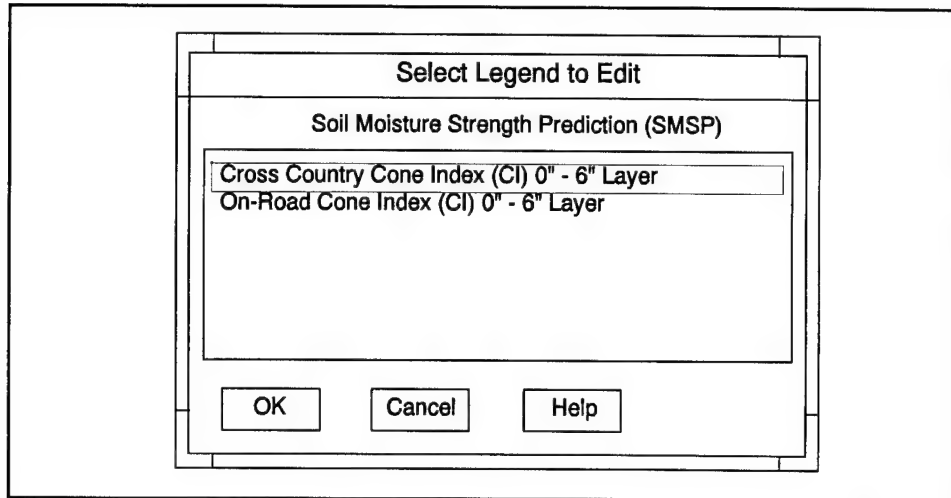 Select Legend to Edit
Soil Moisture Strength Prediction (SMSP)
Cross Country Cone Index (CI) 0" - 6" Layer
On-Road Cone Index (CI) 0" - 6" Layer
OK Cancel Help